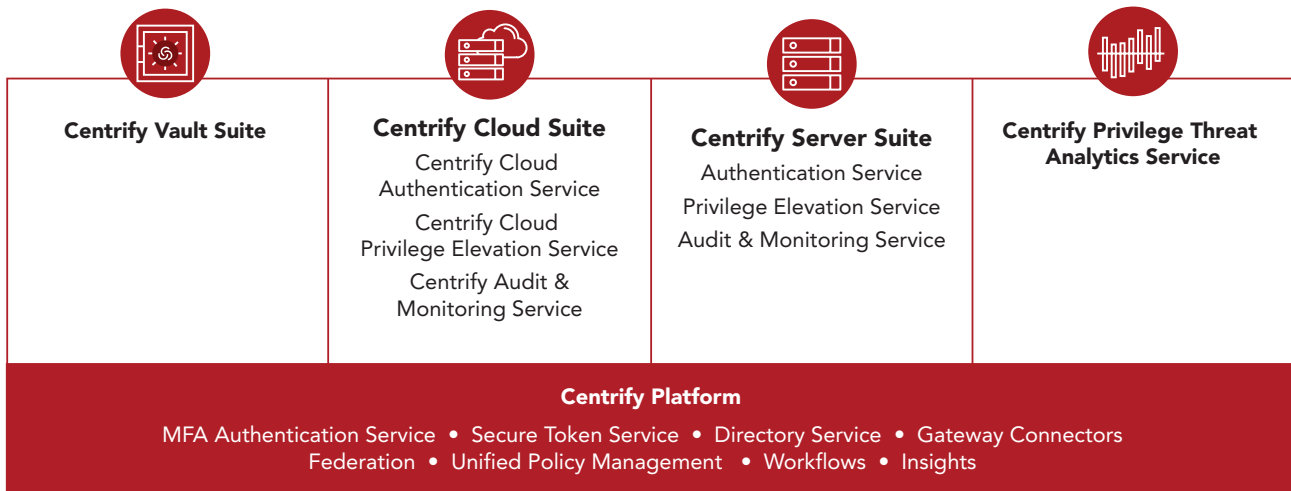 Centrify Vault Suite
Centrify Cloud Suite
Centrify Cloud
Authentication Service
Centrify Cloud
Privilege Elevation Service
Centrify Audit &
Monitoring Service
Centrify Server Suite
Authentication Service
Privilege Elevation Service
Audit & Monitoring Service
Centrify Privilege Threat
Analytics Service
Centrify Platform
MFA Authentication Service • Secure Token Service • Directory Service • Gateway Connectors
Federation • Unified Policy Management • Workflows • Insights